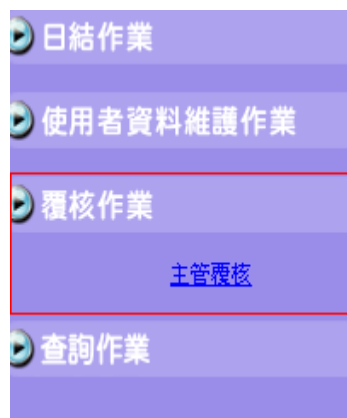 日結作業
使用者資料維護作業
覆核作業
主管覆核
查詢作業